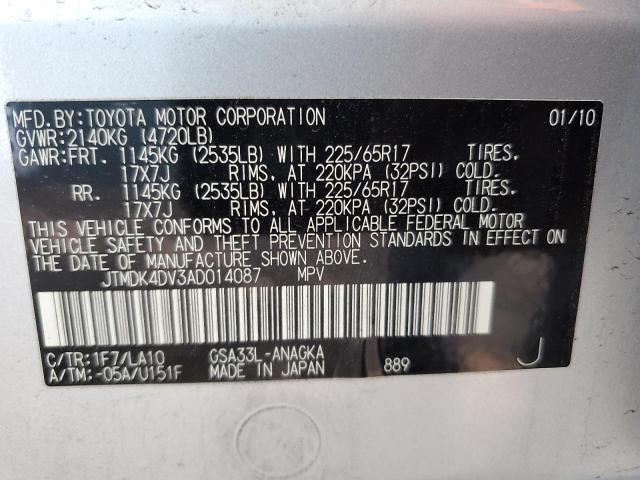 MFD.BY:TOYOTA MOTOR CORPORATION 01/10
GVWR:2140KG (4720LB)
GAWR:FRT. 1145KG (2535LB) WITH 225/65R17 TIRES.
17X7J RIMS, AT 220KPA (32PSI) COLD.
RR. 1145KG (2535LB) WITH 225/65R17 TIRES.
17X7J RIMS, AT 220KPA (32PSI) COLD.
THIS VEHICLE CONFORMS TO ALL APPLICABLE FEDERAL MOTOR
VEHICLE SAFETY AND THEFT PREVENTION STANDARDS IN EFFECT ON
THE DATE OF MANUFACTURE SHOWN ABOVE.
JTMDK4DV3AD014087 MPV
C/TR:1F7/LA10 GSA33L-ANAGKA
A/TM:-05A/U151F MADE IN JAPAN 889 J